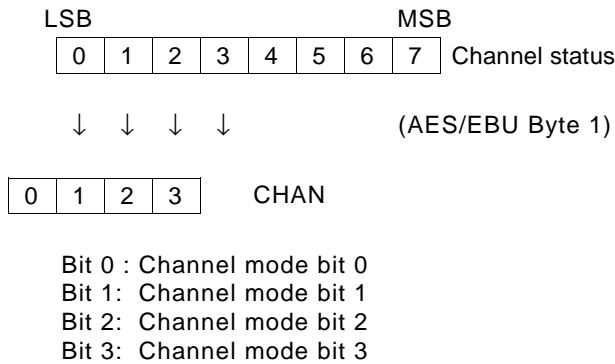 LSB MSB
0 1 2 3 4 5 6 7 Channel status
↓ ↓ ↓ ↓ (AES/EBU Byte 1)
0 1 2 3 CHAN
Bit 0 : Channel mode bit 0
Bit 1: Channel mode bit 1
Bit 2: Channel mode bit 2
Bit 3: Channel mode bit 3